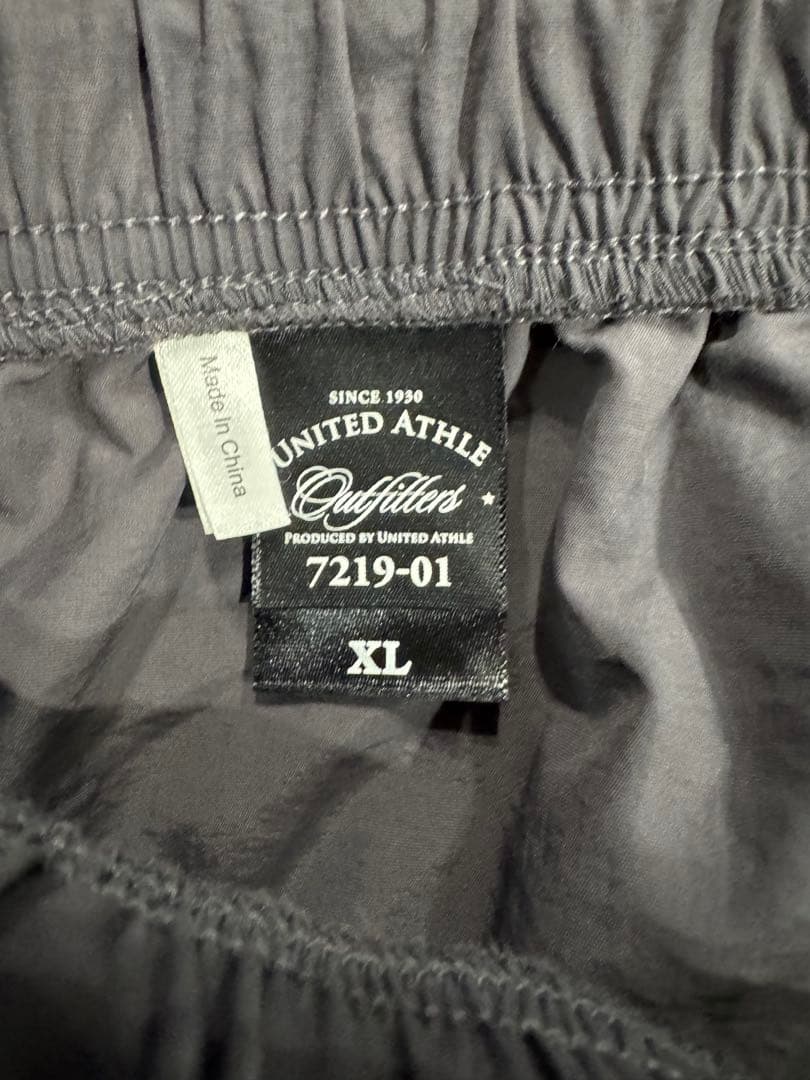 Made In China
SINCE 1930
UNITED ATHLE
Outfitters
PRODUCED BY UNITED ATHLE
7219-01
XL